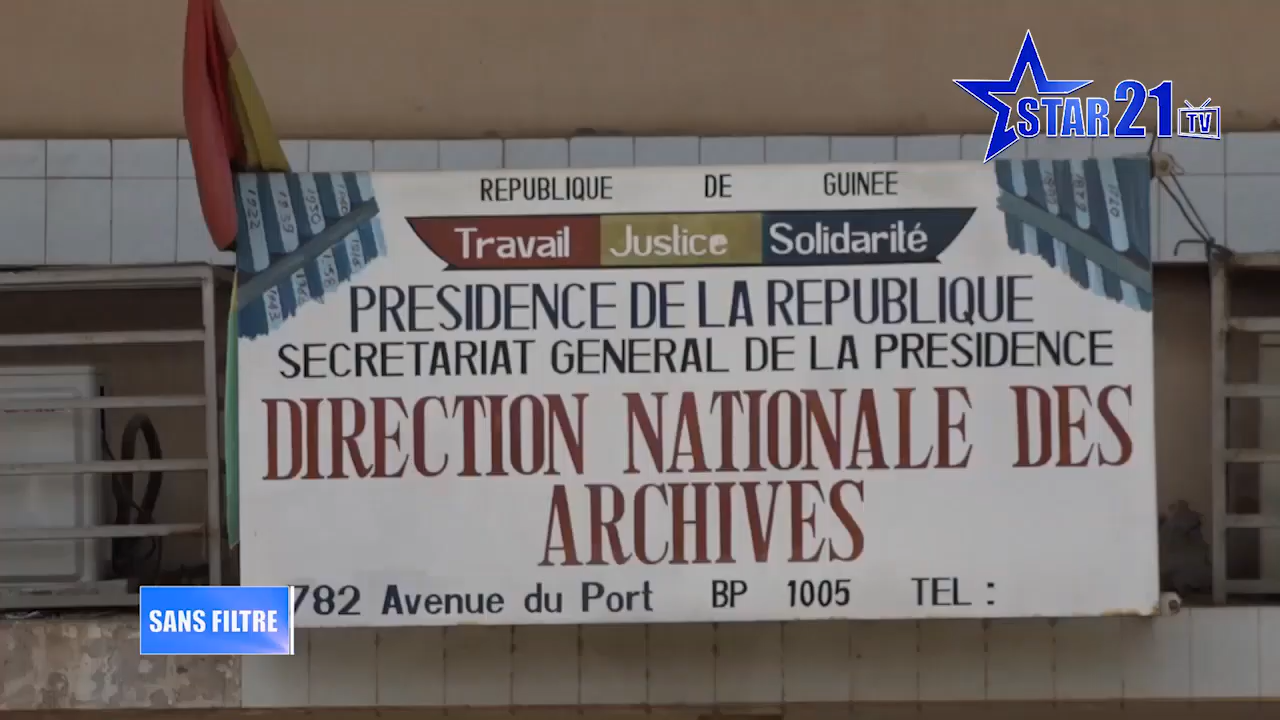 STAR 21 TV
REPUBLIQUE DE GUINEE
Travail Justice Solidarité
PRESIDENCE DE LA REPUBLIQUE
SECRETARIAT GENERAL DE LA PRESIDENCE
DIRECTION NATIONALE DES
ARCHIVES
782 Avenue du Port BP 1005 TEL :
SANS FILTRE